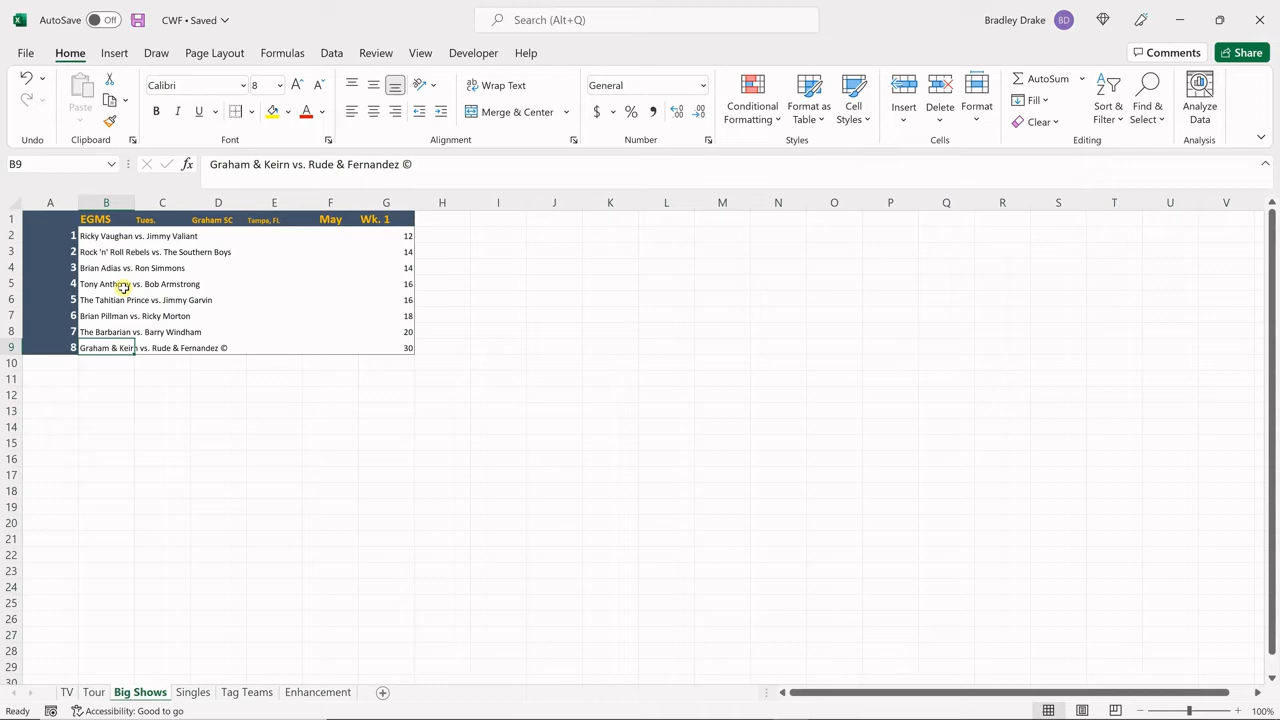 AutoSave Off CWF • Saved Search (Alt+Q) Bradley Drake BD
File Home Insert Draw Page Layout Formulas Data Review View Developer Help Comments Share
Paste Calibri 8 A A Wrap Text General Conditional Formatting Format as Table Cell Styles Insert Delete Format AutoSum Sort & Filter Find & Select Analyze Data
B I U A Merge & Center $ % , Fill
Clear
Undo Clipboard Font Alignment Number Styles Cells Editing Analysis
B9 fx Graham & Keirn vs. Rude & Fernandez ©
A B C D E F G H I J K L M N O P Q R S T U V
1 EGMS Tues. Graham SC Tampa, FL May Wk. 1
2 1 Ricky Vaughan vs. Jimmy Valiant 12
3 2 Rock 'n' Roll Rebels vs. The Southern Boys 14
4 3 Brian Adias vs. Ron Simmons 14
5 4 Tony Anthony vs. Bob Armstrong 16
6 5 The Tahitian Prince vs. Jimmy Garvin 16
7 6 Brian Pillman vs. Ricky Morton 18
8 7 The Barbarian vs. Barry Windham 20
9 8 Graham & Keirn vs. Rude & Fernandez © 30
10
11
12
13
14
15
16
17
18
19
20
21
22
23
24
25
26
27
28
29
30
TV Tour Big Shows Singles Tag Teams Enhancement
Ready Accessibility: Good to go 100%